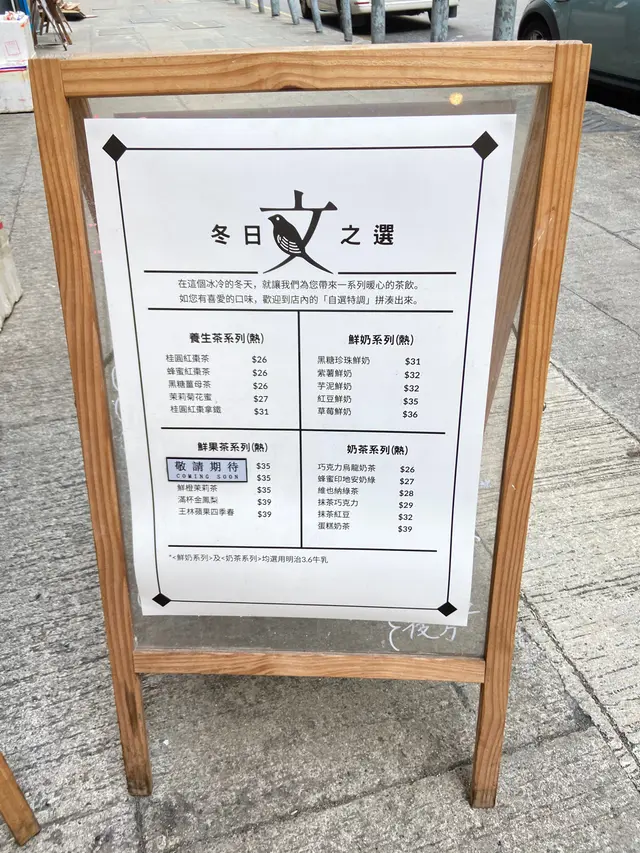 冬日文之選
在這個冰冷的冬天，就讓我們為您帶來一系列暖心的茶飲。
如您有喜愛的口味，歡迎到店內的「自選特調」拼湊出來。
養生茶系列(熱)
桂圓紅棗茶 $26
蜂蜜紅棗茶 $26
黑糖薑母茶 $26
茉莉菊花蜜 $27
桂圓紅棗拿鐵 $31
鮮奶系列(熱)
黑糖珍珠鮮奶 $31
紫薯鮮奶 $32
芋泥鮮奶 $32
紅豆鮮奶 $35
草莓鮮奶 $36
鮮果茶系列(熱)
敬請期待 $35
COMING SOON $35
鮮橙茉莉茶 $35
滿杯金鳳梨 $39
王林蘋果四季春 $39
奶茶系列(熱)
巧克力烏龍奶茶 $26
蜂蜜印地安奶綠 $27
維也納綠茶 $28
抹茶巧克力 $29
抹茶紅豆 $32
蛋糕奶茶 $39
*<鮮奶系列>及<奶茶系列>均選用明治3.6牛乳